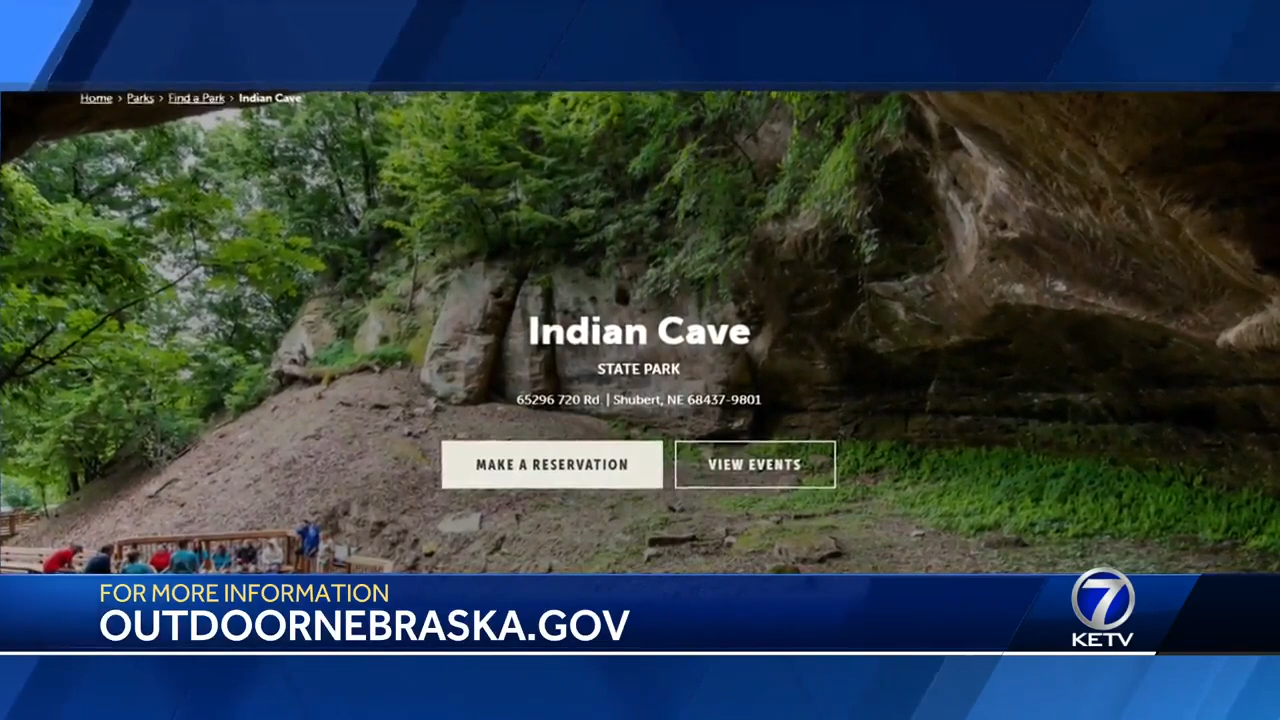 Home > Parks > Find a Park > Indian Cave
Indian Cave
STATE PARK
65296 720 Rd | Shubert, NE 68437-9801
MAKE A RESERVATION
VIEW EVENTS
FOR MORE INFORMATION
OUTDOORNEBRASKA.GOV
7
KETV